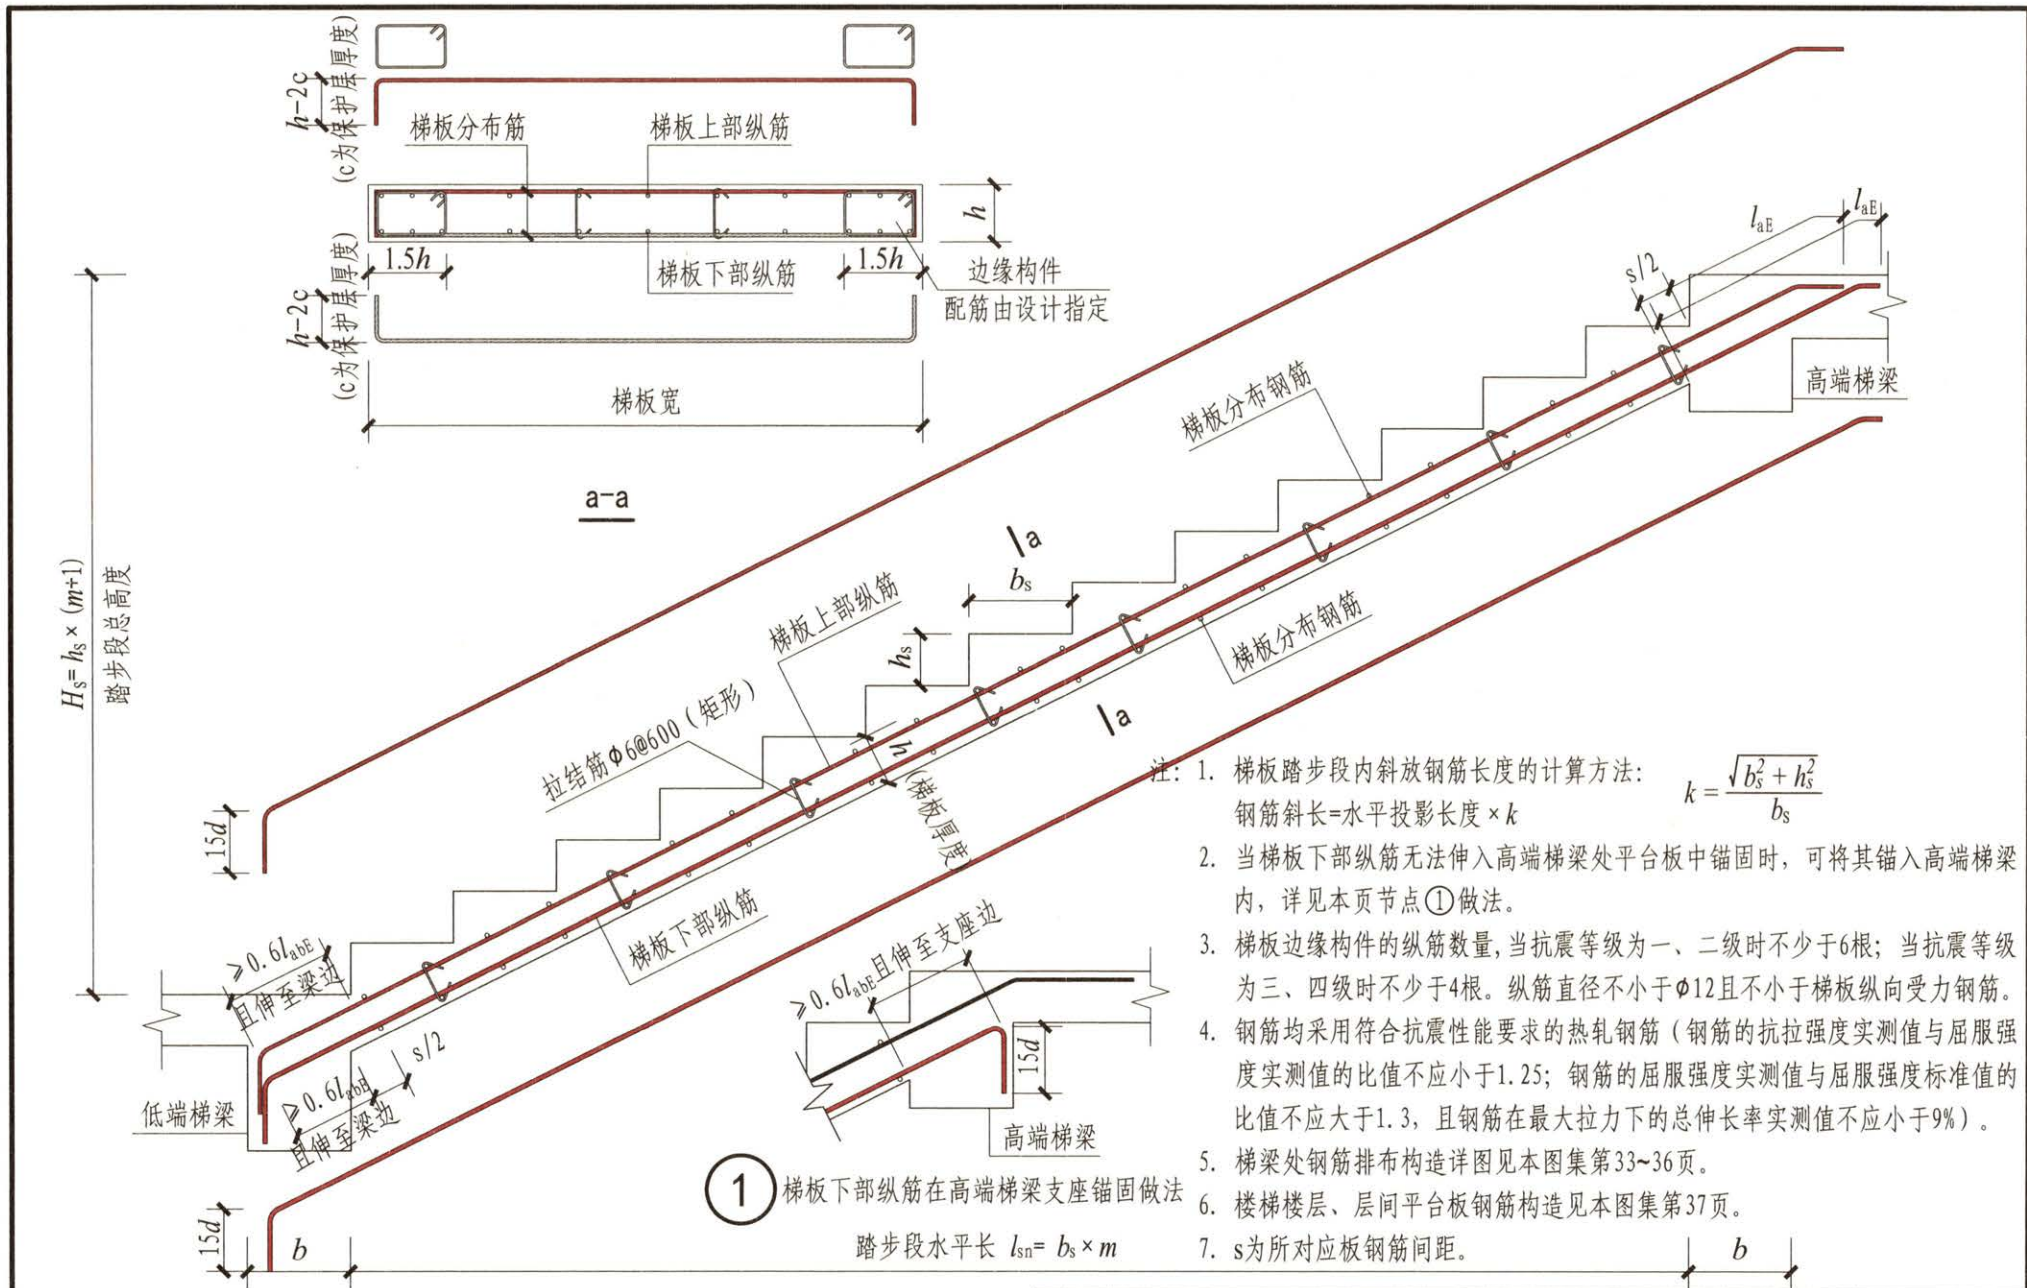 h-2c
(c为保护层厚度)
梯板分布筋
梯板上部纵筋
h
1.5h
1.5h
梯板下部纵筋
边缘构件
配筋由设计指定
h-2c
(c为保护层厚度)
梯板宽
a-a
laE
laE
s/2
高端梯梁
梯板分布钢筋
a
bs
hs
梯板上部纵筋
梯板分布钢筋
a
Hs=hs×(m+1)
踏步段总高度
拉结筋Φ6@600(矩形)
h
(梯板厚度)
15d
梯板下部纵筋
≥0.6labE
且伸至梁边
s/2
≥0.6labE
且伸至梁边
低端梯梁
15d
b
≥0.6labE且伸至支座边
15d
高端梯梁
1 梯板下部纵筋在高端梯梁支座锚固做法
踏步段水平长 lsn=bs×m
注: 1. 梯板踏步段内斜放钢筋长度的计算方法:
钢筋斜长=水平投影长度×k
k=√(bs²+hs²)/bs
2. 当梯板下部纵筋无法伸入高端梯梁处平台板中锚固时，可将其锚入高端梯梁
内，详见本页节点①做法。
3. 梯板边缘构件的纵筋数量,当抗震等级为一、二级时不少于6根；当抗震等级
为三、四级时不少于4根。纵筋直径不小于Φ12且不小于梯板纵向受力钢筋。
4. 钢筋均采用符合抗震性能要求的热轧钢筋（钢筋的抗拉强度实测值与屈服强
度实测值的比值不应小于1.25；钢筋的屈服强度实测值与屈服强度标准值的
比值不应大于1.3，且钢筋在最大拉力下的总伸长率实测值不应小于9%）。
5. 梯梁处钢筋排布构造详图见本图集第33~36页。
6. 楼梯楼层、层间平台板钢筋构造见本图集第37页。
7. s为所对应板钢筋间距。
b